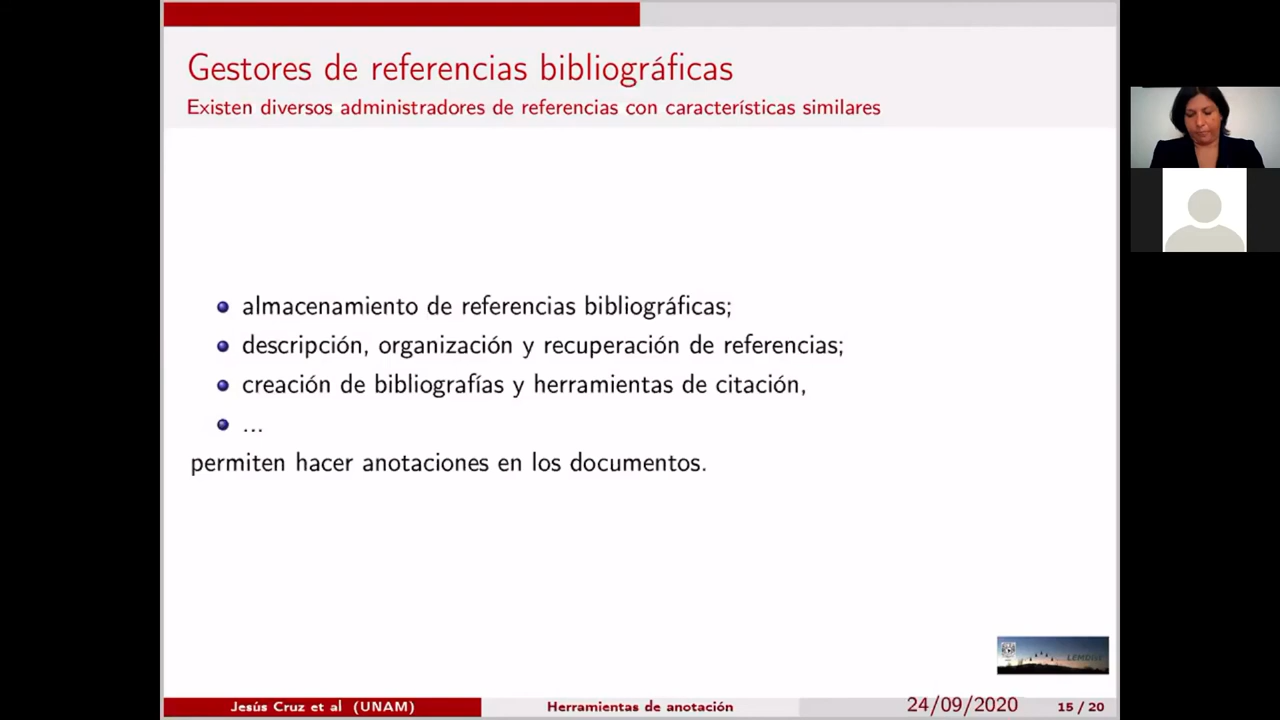 Gestores de referencias bibliográficas
Existen diversos administradores de referencias con características similares
almacenamiento de referencias bibliográficas;
descripción, organización y recuperación de referencias;
creación de bibliografías y herramientas de citación,
...
permiten hacer anotaciones en los documentos.
Jesús Cruz et al (UNAM)
Herramientas de anotación
24/09/2020
15 / 20